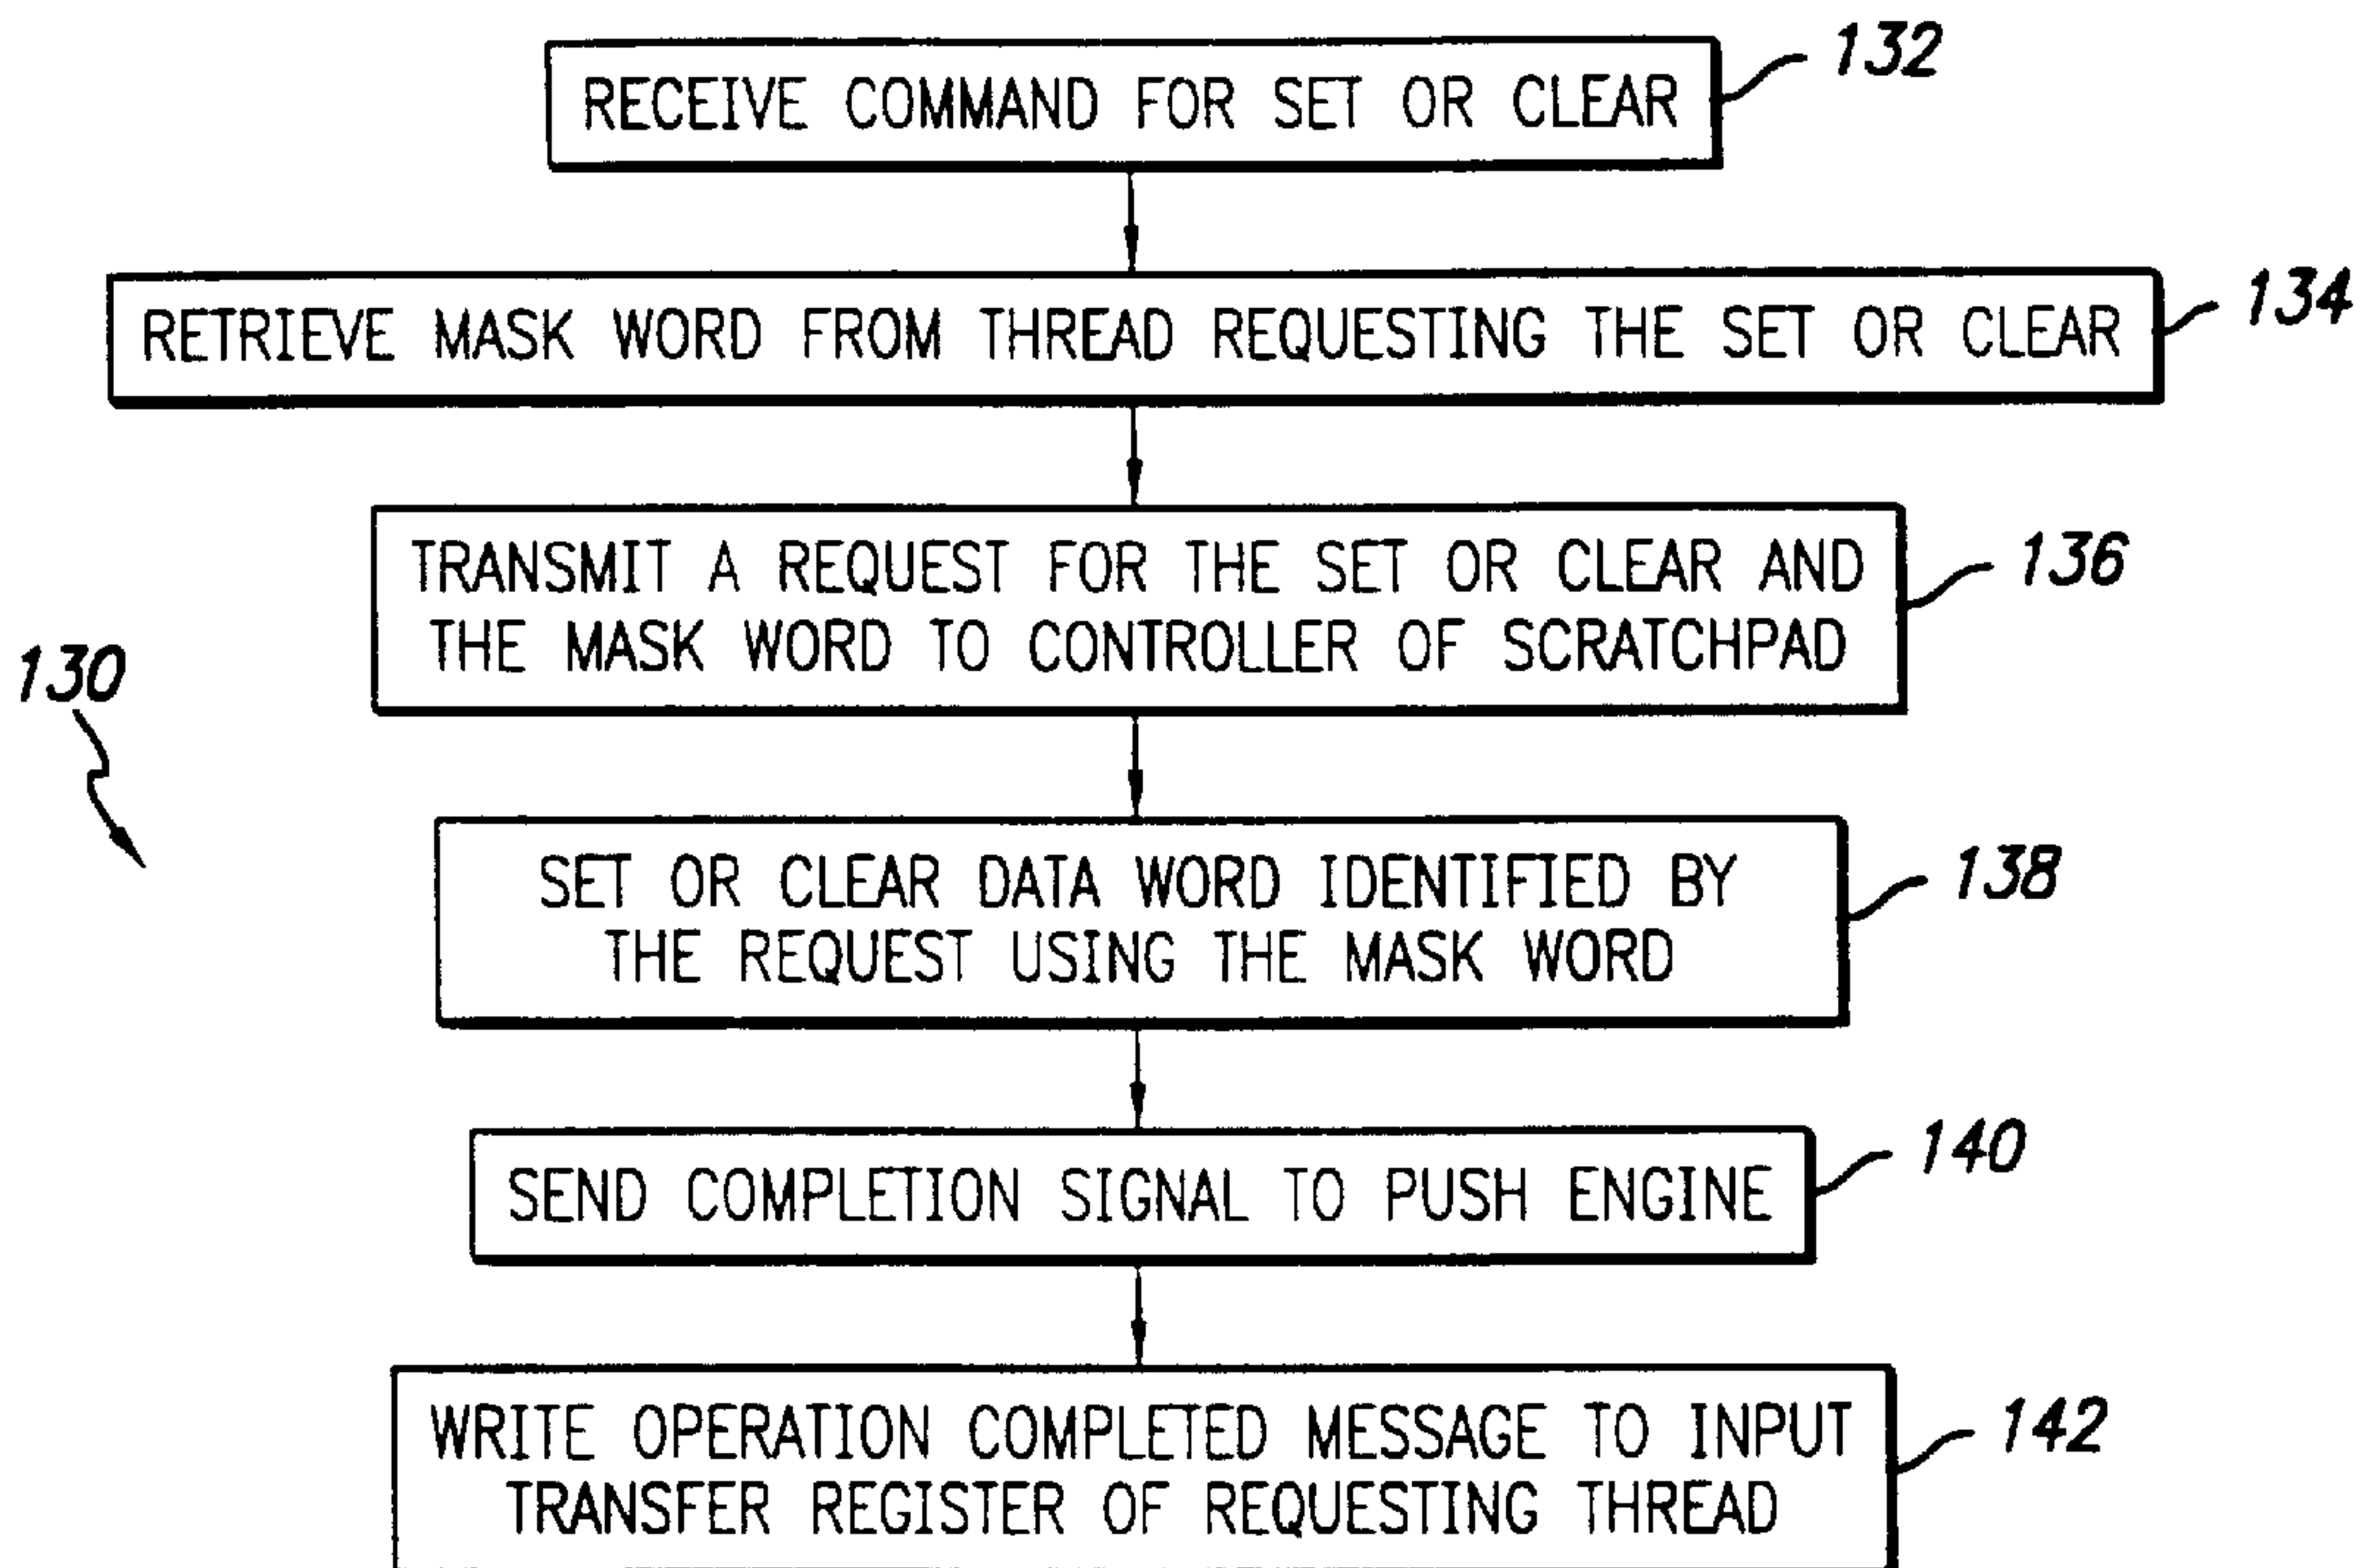 RECEIVE COMMAND FOR SET OR CLEAR
132
RETRIEVE MASK WORD FROM THREAD REQUESTING THE SET OR CLEAR
134
TRANSMIT A REQUEST FOR THE SET OR CLEAR AND
THE MASK WORD TO CONTROLLER OF SCRATCHPAD
136
130
SET OR CLEAR DATA WORD IDENTIFIED BY
THE REQUEST USING THE MASK WORD
138
SEND COMPLETION SIGNAL TO PUSH ENGINE
140
WRITE OPERATION COMPLETED MESSAGE TO INPUT
TRANSFER REGISTER OF REQUESTING THREAD
142